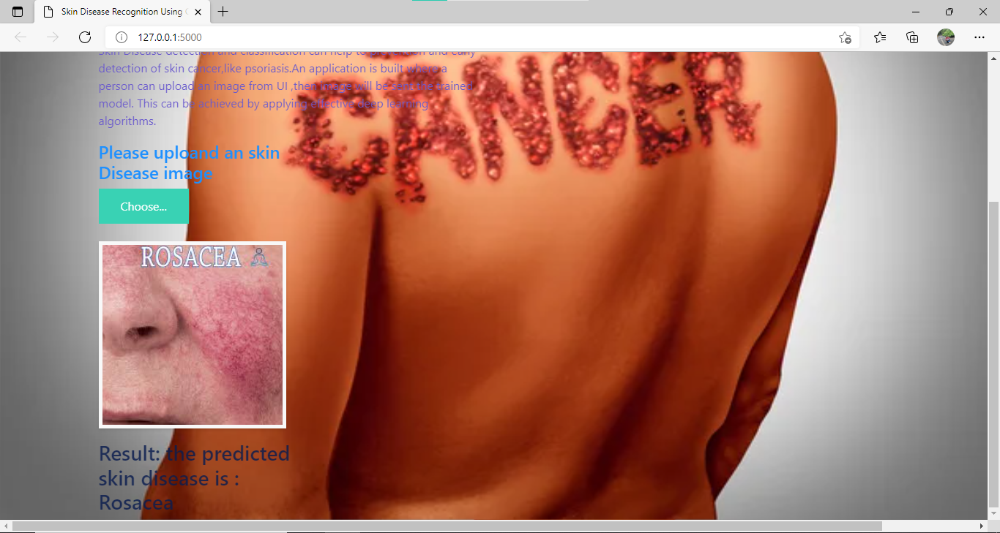 Skin Disease Recognition Using
127.0.0.1:5000
Skin Disease detection and classification can help to prevention and early
detection of skin cancer,like psoriasis.An application is built where a
person can upload an image from UI ,then image will be sent the trained
model. This can be achieved by applying effective deep learning
algorithms.
CANCER
Please uploand an skin
Disease image
Choose...
ROSACEA
Result: the predicted
skin disease is :
Rosacea